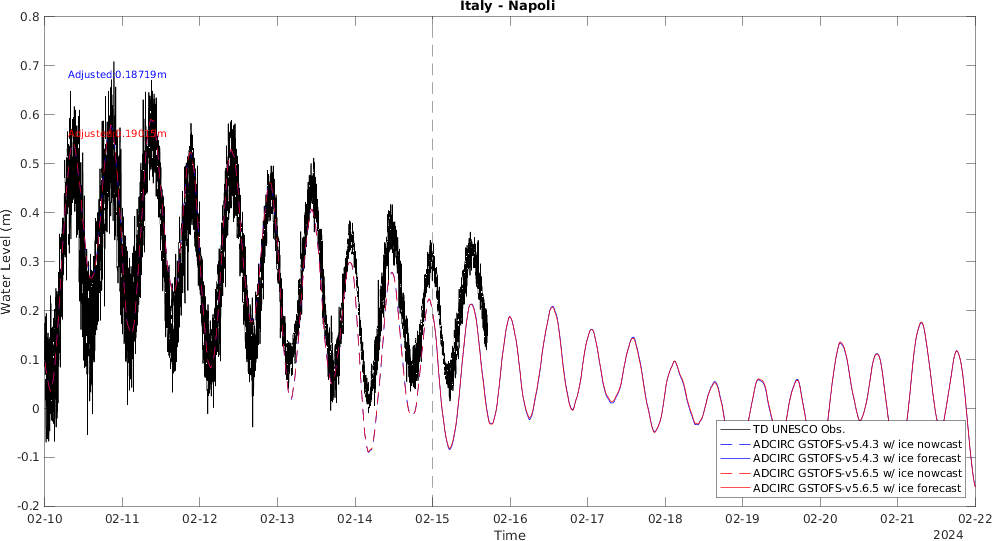 Italy - Napoli
0.8
0.7
0.6
0.5
0.4
0.3
0.2
0.1
0
-0.1
-0.2
Water Level (m)
Adjusted 0.18719m
Adjusted
TD UNESCO Obs.
ADCIRC GSTOFS-v5.4.3 w/ ice nowcast
ADCIRC GSTOFS-v5.4.3 w/ ice forecast
ADCIRC GSTOFS-v5.6.5 w/ ice nowcast
ADCIRC GSTOFS-v5.6.5 w/ ice forecast
02-10 02-11 02-12 02-13 02-14 02-15 02-16 02-17 02-18 02-19 02-20 02-21 02-22
Time
2024